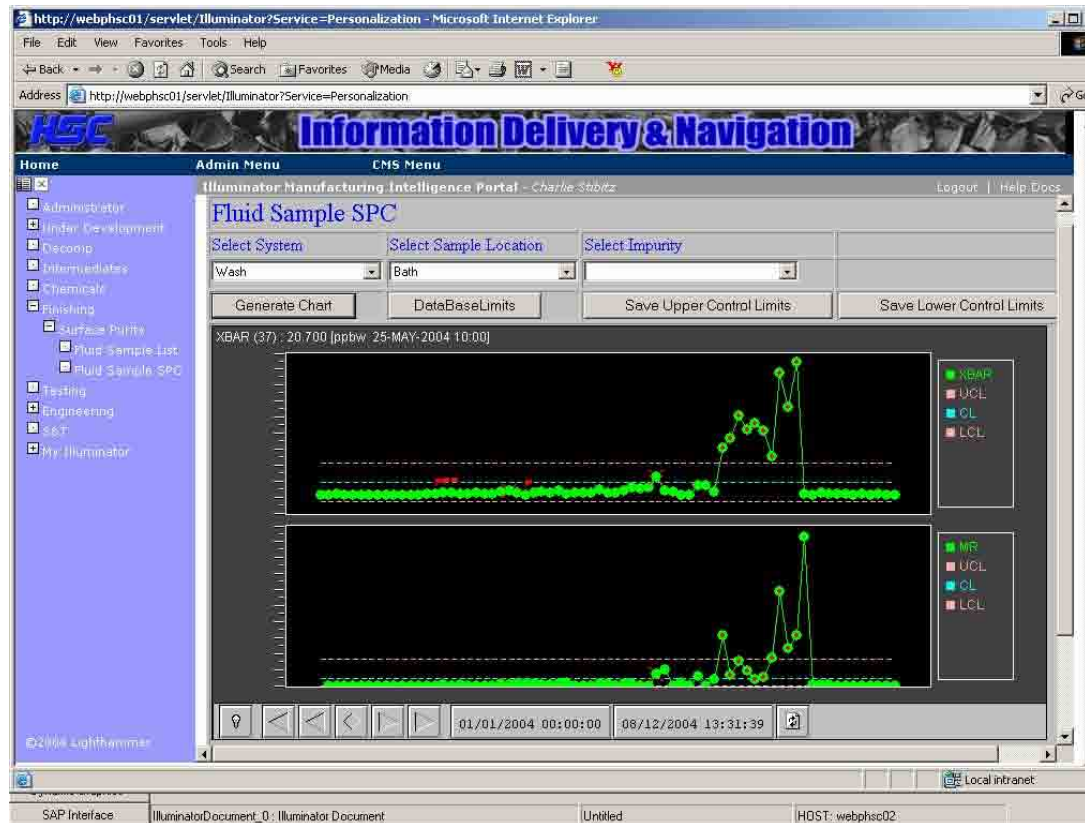 http://webphsc01/servlet/Illuminator?Service=Personalization - Microsoft Internet Explorer
File Edit View Favorites Tools Help
Back Search Favorites Media
Address http://webphsc01/servlet/Illuminator?Service=Personalization Go
HSC Information Delivery & Navigation
Home Admin Menu CMS Menu
Illuminator Manufacturing Intelligence Portal - Charlie Stibitz Logout | Help Docs
Administrator
Under Development
Decomp
Intermediates
Chemicals
Finishing
Surface Purity
Fluid Sample List
Fluid Sample SPC
Testing
Engineering
S&T
My Illuminator
©2004 Lighthammer
Fluid Sample SPC
Select System Select Sample Location Select Impurity
Wash Bath
Generate Chart DataBaseLimits Save Upper Control Limits Save Lower Control Limits
XBAR (37) : 20.700 [ppbw 25-MAY-2004 10:00]
XBAR
UCL
CL
LCL
MR
UCL
CL
LCL
01/01/2004 00:00:00 08/12/2004 13:31:39
Local intranet
SAP Interface IlluminatorDocument_0 : Illuminator Document Untitled HOST: webphsc02